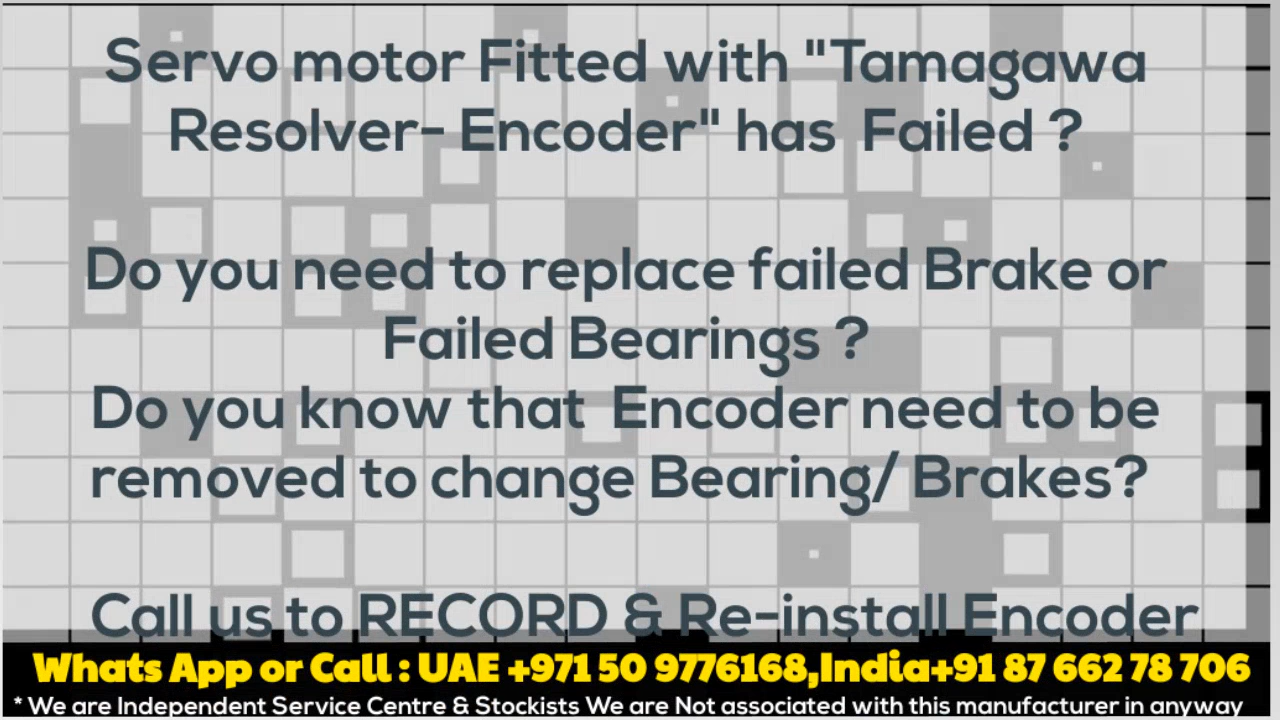 Servo motor Fitted with "Tamagawa
Resolver- Encoder" has Failed ?
Do you need to replace failed Brake or
Failed Bearings ?
Do you know that Encoder need to be
removed to change Bearing/ Brakes?
Call us to RECORD & Re-install Encoder
Whats App or Call : UAE +971 50 9776168,India+91 87 662 78 706
* We are Independent Service Centre & Stockists We are Not associated with this manufacturer in anyway